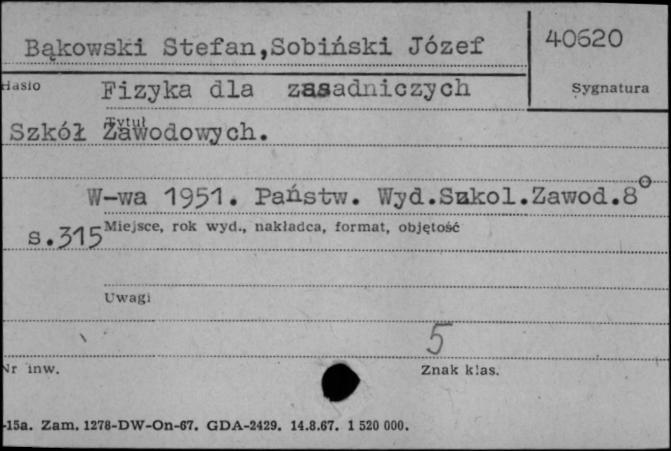 Bąkowski Stefan,Sobiński Józef
40620
Hasło
Sygnatura
Fizyka dla zasadniczych
Tytuł
Szkół Zawodowych.
W-wa 1951. Państw. Wyd.Szkol.Zawod.8°
s.315
Miejsce, rok wyd., nakładca, format, objętość
Uwagi
5
Nr inw.
Znak klas.
-15a. Zam. 1278-DW-On-67. GDA-2429. 14.8.67. 1 520 000.